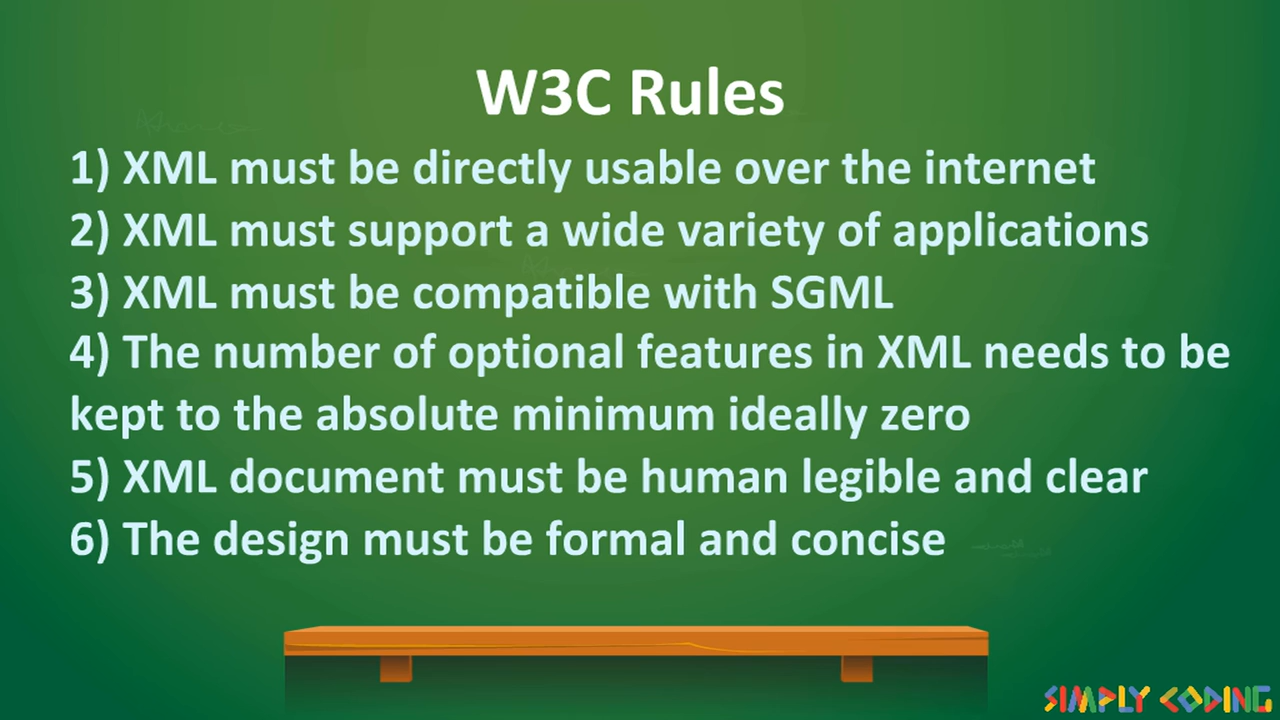 W3C Rules
1) XML must be directly usable over the internet
2) XML must support a wide variety of applications
3) XML must be compatible with SGML
4) The number of optional features in XML needs to be
kept to the absolute minimum ideally zero
5) XML document must be human legible and clear
6) The design must be formal and concise
SIMPLY CODING